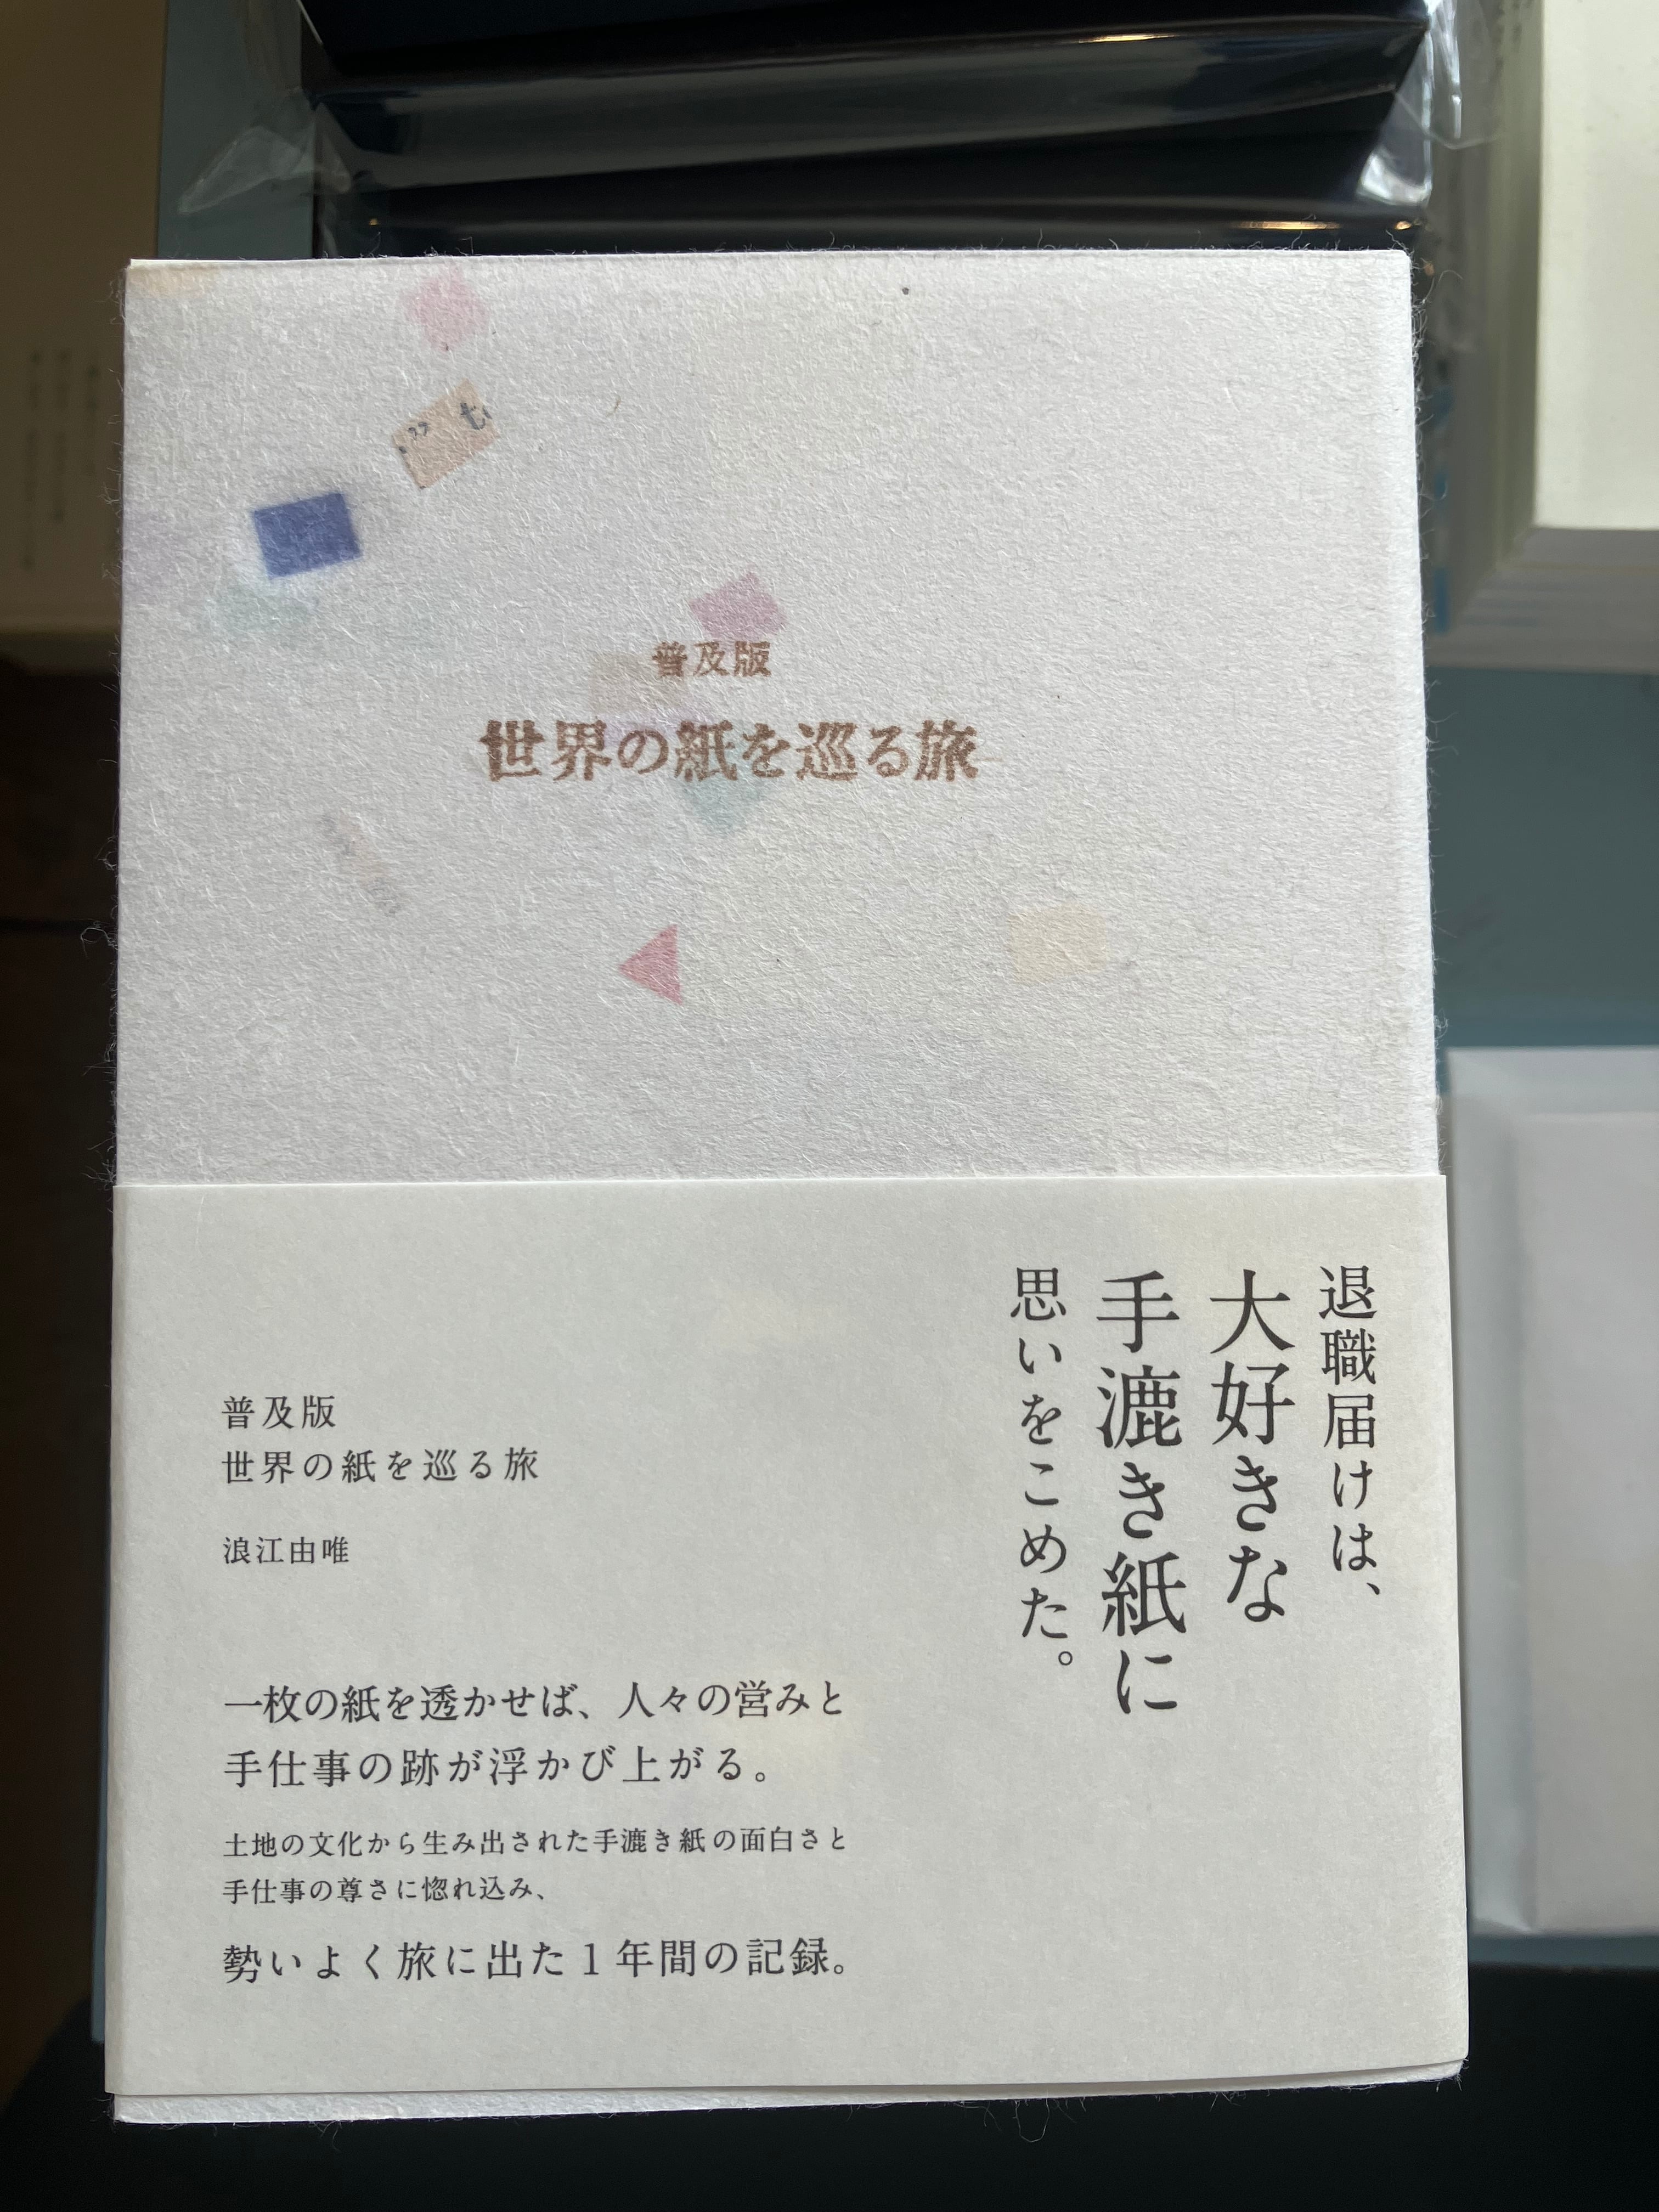 ” t
普及版
世界の紙を巡る旅
退職届けは、
大好きな
手漉き紙に
思いをこめた。
普及版
世界の紙を巡る旅
浪江由唯
一枚の紙を透かせば、人々の営みと
手仕事の跡が浮かび上がる。
土地の文化から生み出された手漉き紙の面白さと
手仕事の尊さに惚れ込み、
勢いよく旅に出た1年間の記録。